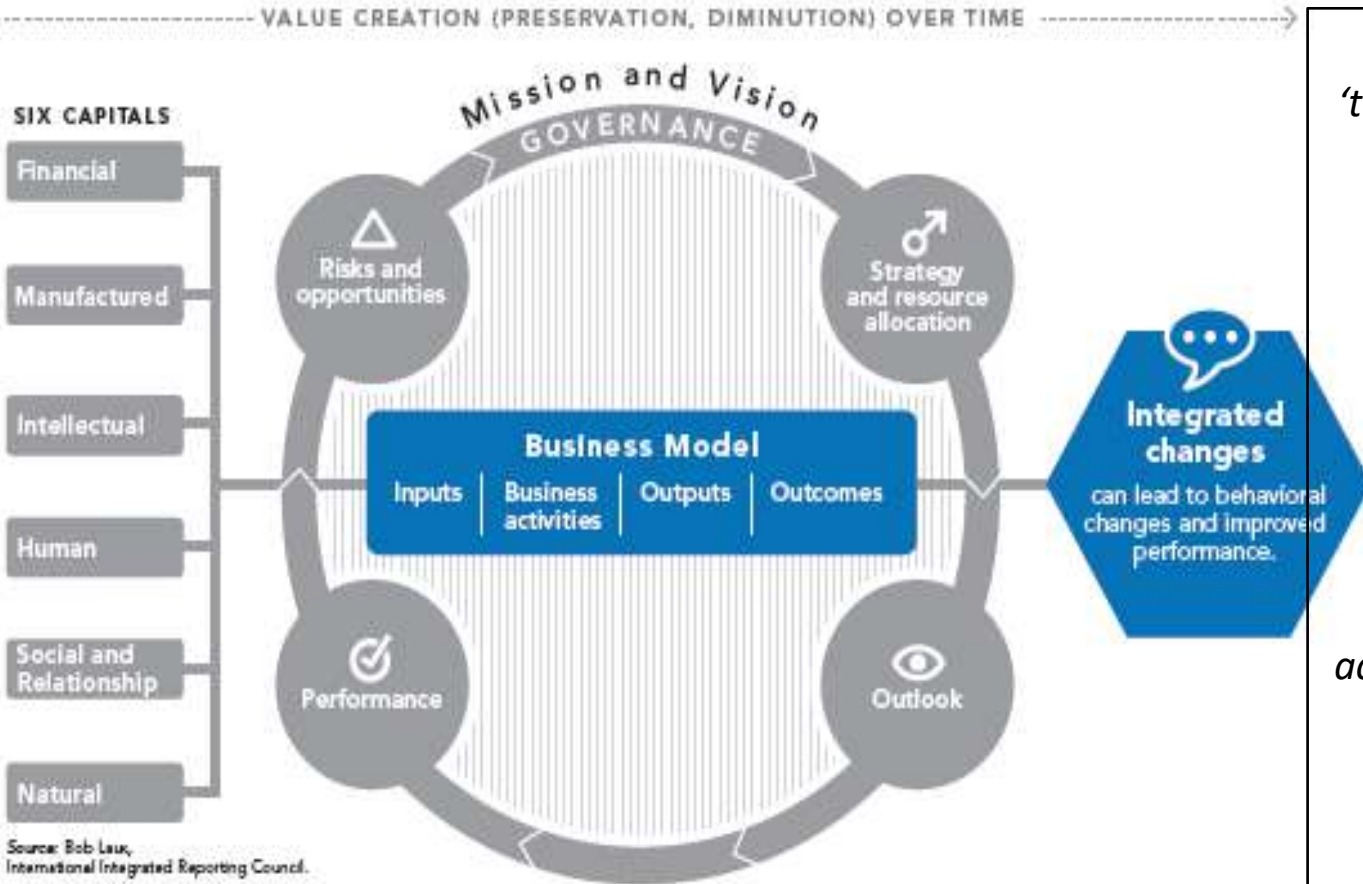 VALUE CREATION (PRESERVATION, DIMINUTION) OVER TIME
SIX CAPITALS
Financial
Manufactured
Intellectual
Human
Social and
Relationship
Natural
Mission and Vision
GOVERNANCE
Risks and
opportunities
Strategy
and resource
allocation
Business Model
Inputs
Business
activities
Outputs
Outcomes
Performance
Outlook
Integrated
changes
can lead to behavioral
changes and improved
performance.
Source: Bob Laux,
International Integrated Reporting Council.